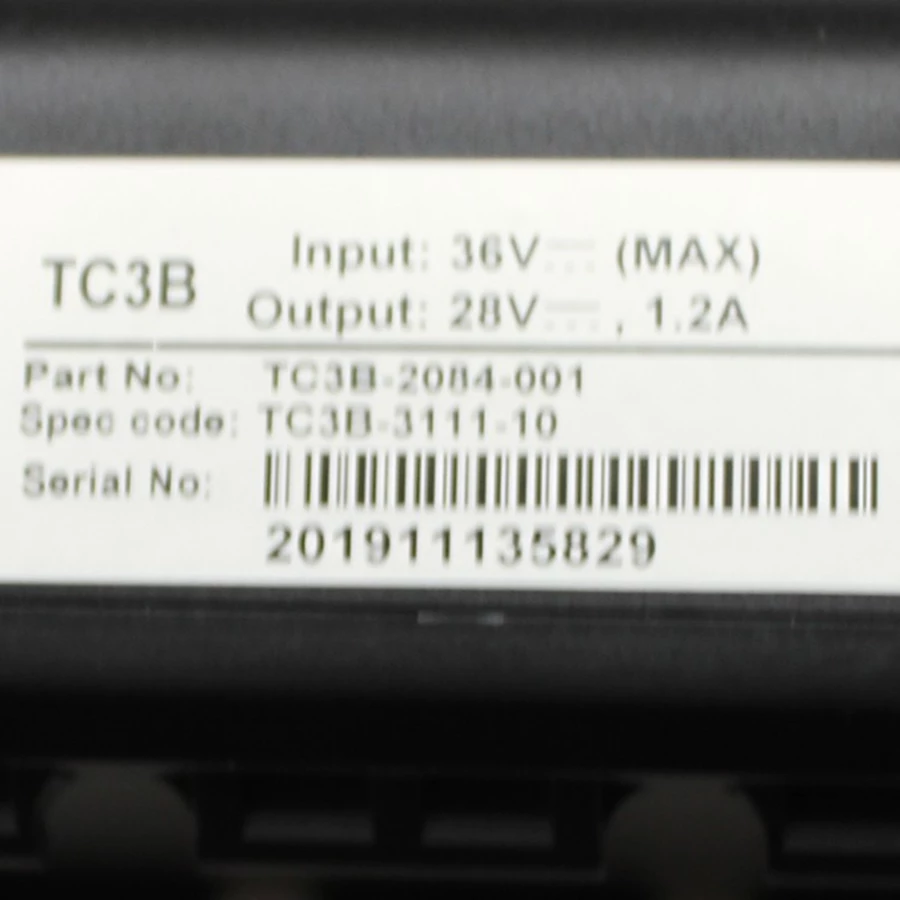 TC3B
Input: 36V⎓ (MAX)
Output: 28V⎓, 1.2A
Part No: TC3B-2084-001
Spec code: TC3B-3111-10
Serial No:
201911135829